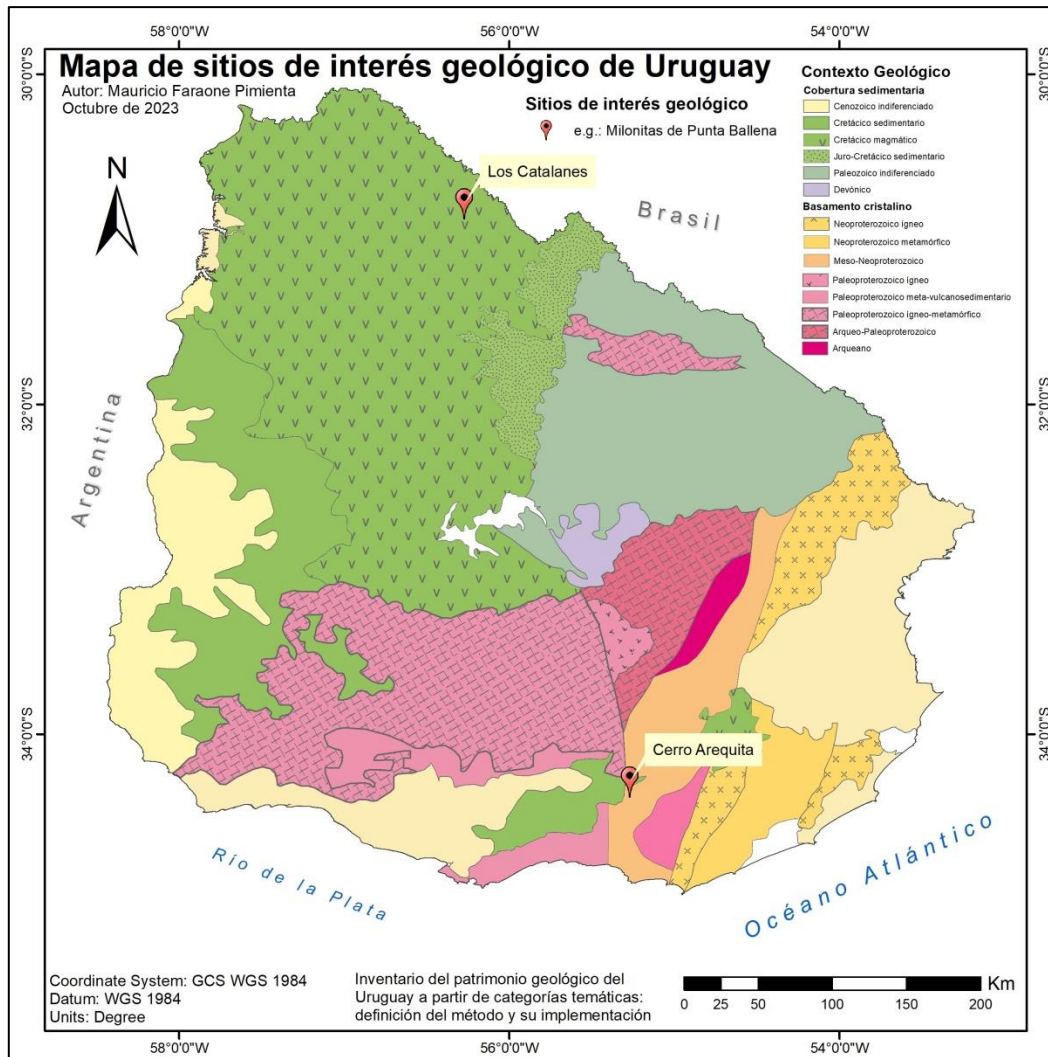 58°0'0"W
56°0'0"W
54°0'0"W
30°0'0"S
30°0'0"S
Mapa de sitios de interés geológico de Uruguay
Autor: Mauricio Faraone Pimienta
Octubre de 2023
Sitios de interés geológico
e.g.: Milonitas de Punta Ballena
Contexto Geológico
Cobertura sedimentaria
Cenozoico indiferenciado
Cretácico sedimentario
Cretácico magmático
Juro-Cretácico sedimentario
Paleozoico indiferenciado
Devónico
Basamento cristalino
Neoproterozoico ígneo
Neoproterozoico metamórfico
Meso-Neoproterozoico
Paleoproterozoico ígneo
Paleoproterozoico meta-vulcanosedimentario
Paleoproterozoico ígneo-metamórfico
Arqueo-Paleoproterozoico
Arqueano
N
Los Catalanes
Brasil
Argentina
32°0'0"S
32°0'0"S
34°0'0"S
34°0'0"S
Cerro Arequita
Río de la Plata
Océano Atlántico
Coordinate System: GCS WGS 1984
Datum: WGS 1984
Units: Degree
Inventario del patrimonio geológico del
Uruguay a partir de categorías temáticas:
definición del método y su implementación
Km
0 25 50 100 150 200
58°0'0"W
56°0'0"W
54°0'0"W